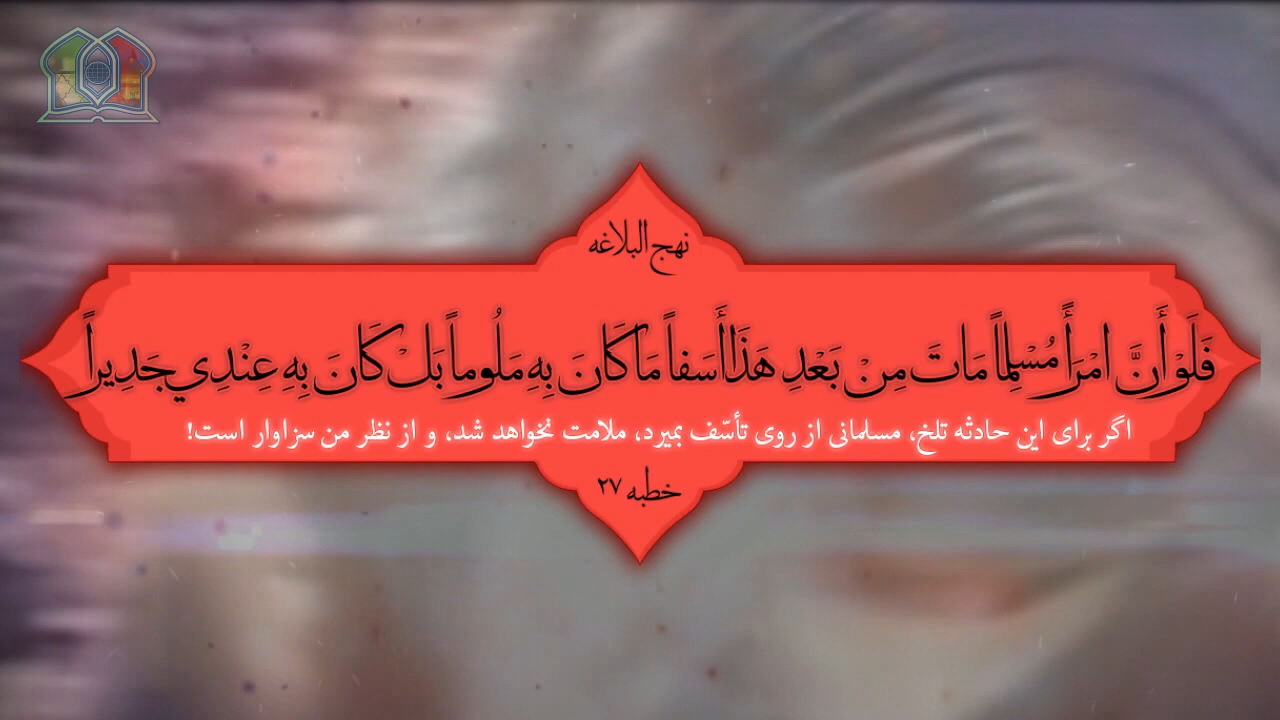 نهج البلاغه
فَلَوْ أَنَّ امْرَأً مُسْلِمًا مَاتَ مِنْ بَعْدِ هَذَا أَسَفاً مَا كَانَ بِهِ مَلُوماً بَلْ كَانَ بِهِ عِنْدِي جَدِيراً
اگر برای این حادثه تلخ، مسلمانی از روی تأسّف بمیرد، ملامت نخواهد شد، و از نظر من سزاوار است!
خطبه ۲۷